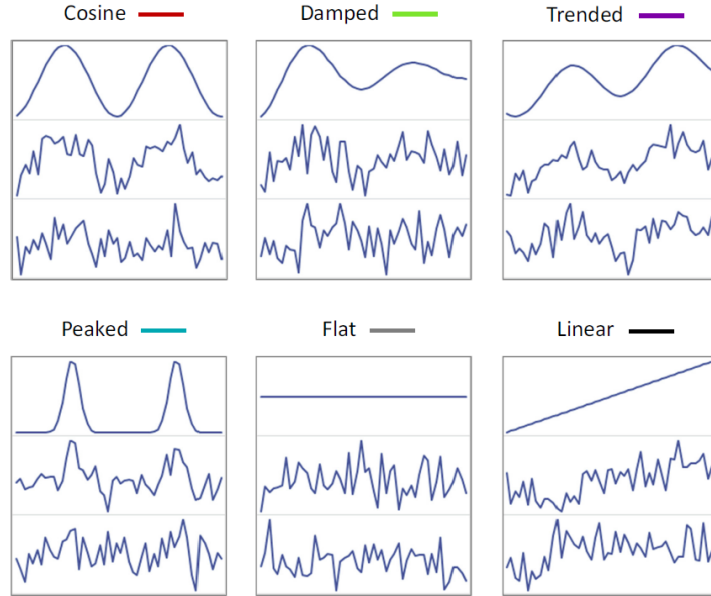 Cosine
Damped
Trended
Peaked
Flat
Linear